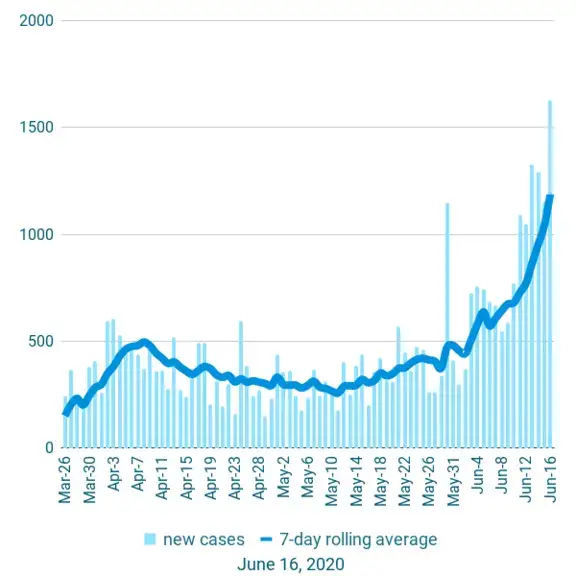 2000
1500
1000
500
0
Mar-26
Mar-30
Apr-3
Apr-7
Apr-11
Apr-15
Apr-19
Apr-23
Apr-28
May-2
May-6
May-10
May-14
May-18
May-22
May-26
May-31
Jun-4
Jun-8
Jun-12
Jun-16
new cases 7-day rolling average
June 16, 2020